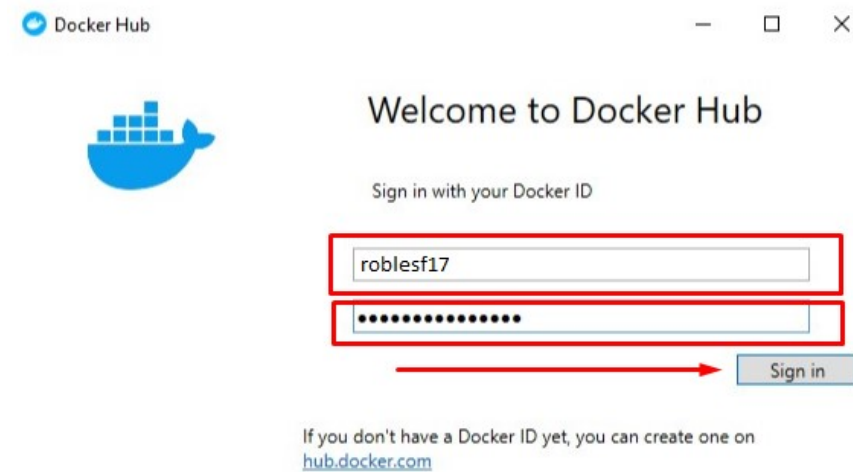 Docker Hub
Welcome to Docker Hub
Sign in with your Docker ID
roblesf17
•••••••••••••••
Sign in
If you don't have a Docker ID yet, you can create one on
hub.docker.com